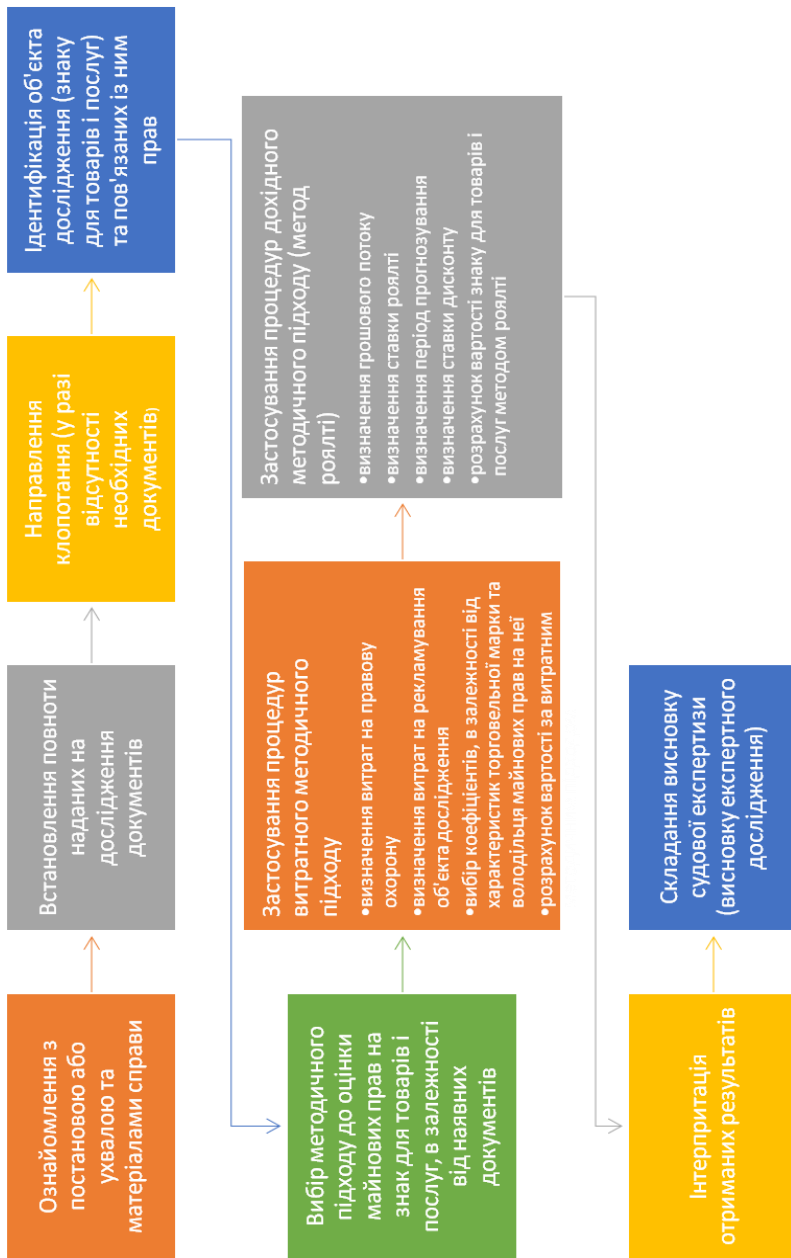 Ознайомлення з
постановою або
ухвалою та
матеріалами справи
Встановлення повноти
наданих на
дослідження
документів
Направлення
клопотання (у разі
відсутності
необхідних
документів)
Ідентифікація об'єкта
дослідження (знаку
для товарів і послуг)
та пов'язаних із ним
прав
Вибір методичного
підходу до оцінки
майнових прав на
знак для товарів і
послуг, в залежності
від наявних
документів
Застосування процедур
витратного методичного
підходу
•визначення витрат на правову
охорону
•визначення витрат на рекламування
об'єкта дослідження
•вибір коефіцієнтів, в залежності від
характеристик торговельної марки та
володільця майнових прав на неї
•розрахунок вартості за витратним
Застосування процедур дохідного
методичного підходу (метод
роялті)
•визначення грошового потоку
•визначення ставки роялті
•визначення період прогнозування
•визначення ставки дисконту
•розрахунок вартості знаку для товарів і
послуг методом роялті
Інтерпритація
отриманих результатів
Складання висновку
судової експертизи
(висновку експертного
дослідження)